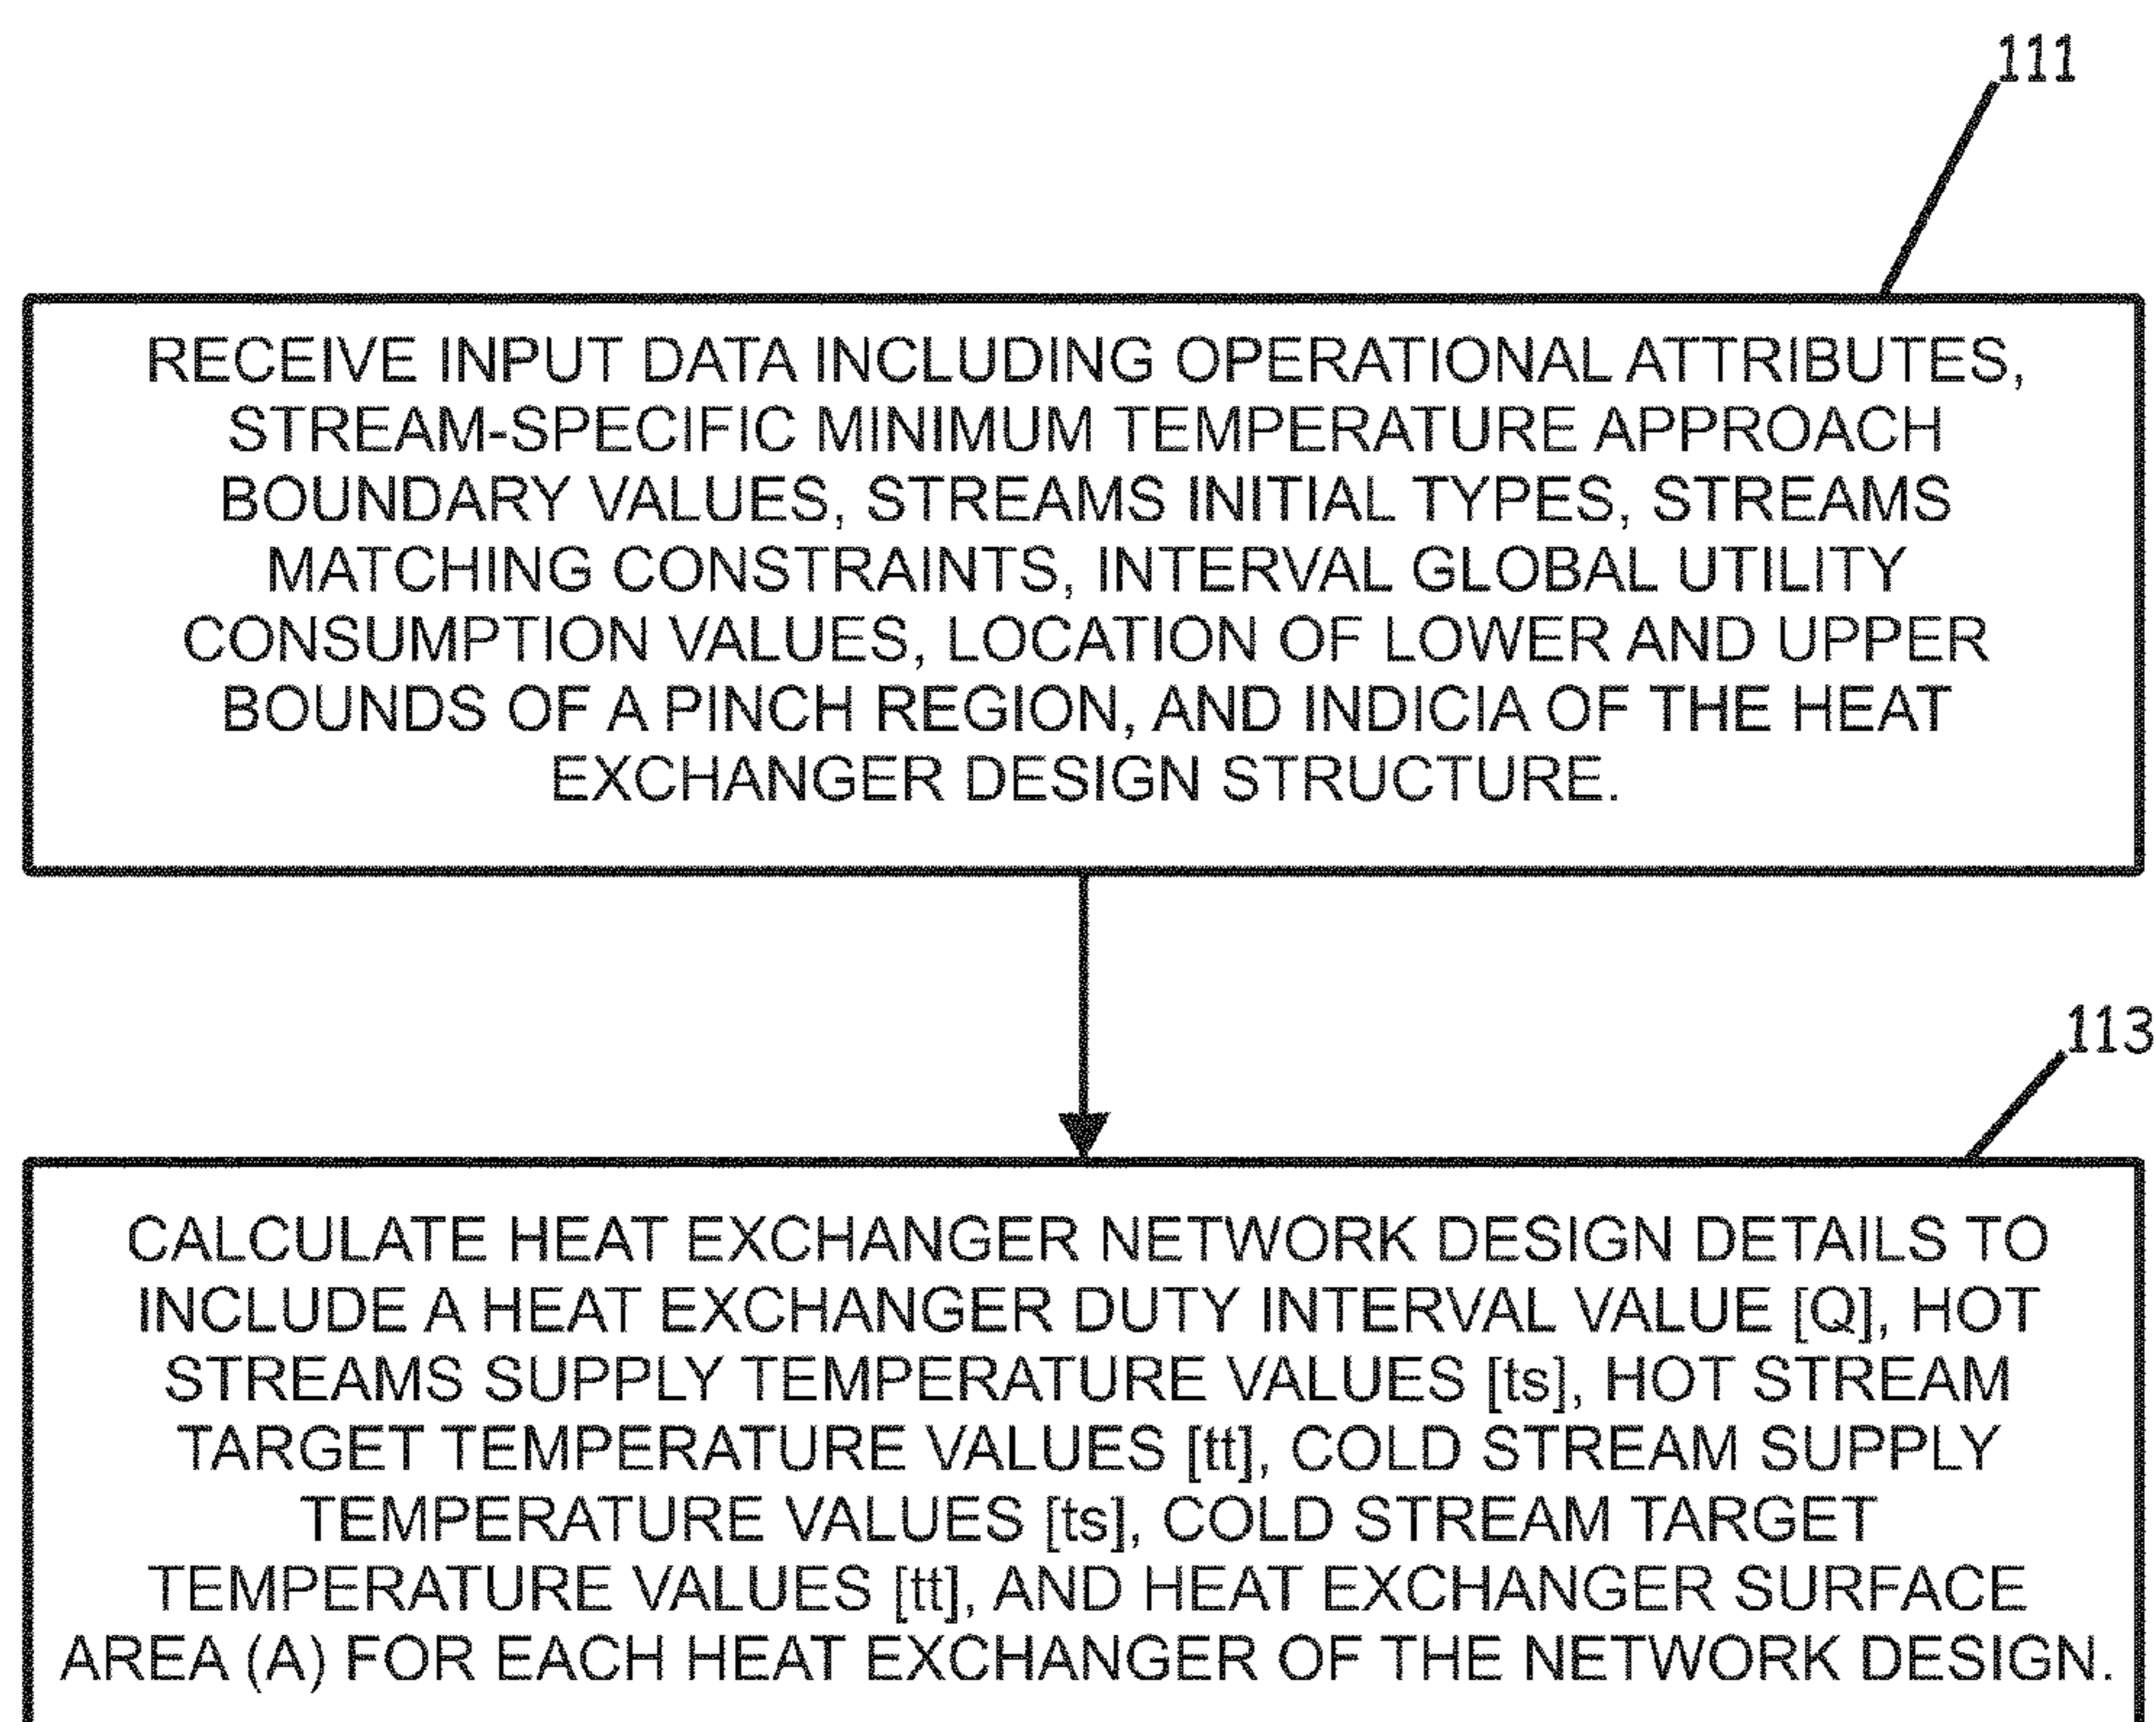 111
RECEIVE INPUT DATA INCLUDING OPERATIONAL ATTRIBUTES,
STREAM-SPECIFIC MINIMUM TEMPERATURE APPROACH
BOUNDARY VALUES, STREAMS INITIAL TYPES, STREAMS
MATCHING CONSTRAINTS, INTERVAL GLOBAL UTILITY
CONSUMPTION VALUES, LOCATION OF LOWER AND UPPER
BOUNDS OF A PINCH REGION, AND INDICIA OF THE HEAT
EXCHANGER DESIGN STRUCTURE.
113
CALCULATE HEAT EXCHANGER NETWORK DESIGN DETAILS TO
INCLUDE A HEAT EXCHANGER DUTY INTERVAL VALUE [Q], HOT
STREAMS SUPPLY TEMPERATURE VALUES [ts], HOT STREAM
TARGET TEMPERATURE VALUES [tt], COLD STREAM SUPPLY
TEMPERATURE VALUES [ts], COLD STREAM TARGET
TEMPERATURE VALUES [tt], AND HEAT EXCHANGER SURFACE
AREA (A) FOR EACH HEAT EXCHANGER OF THE NETWORK DESIGN.